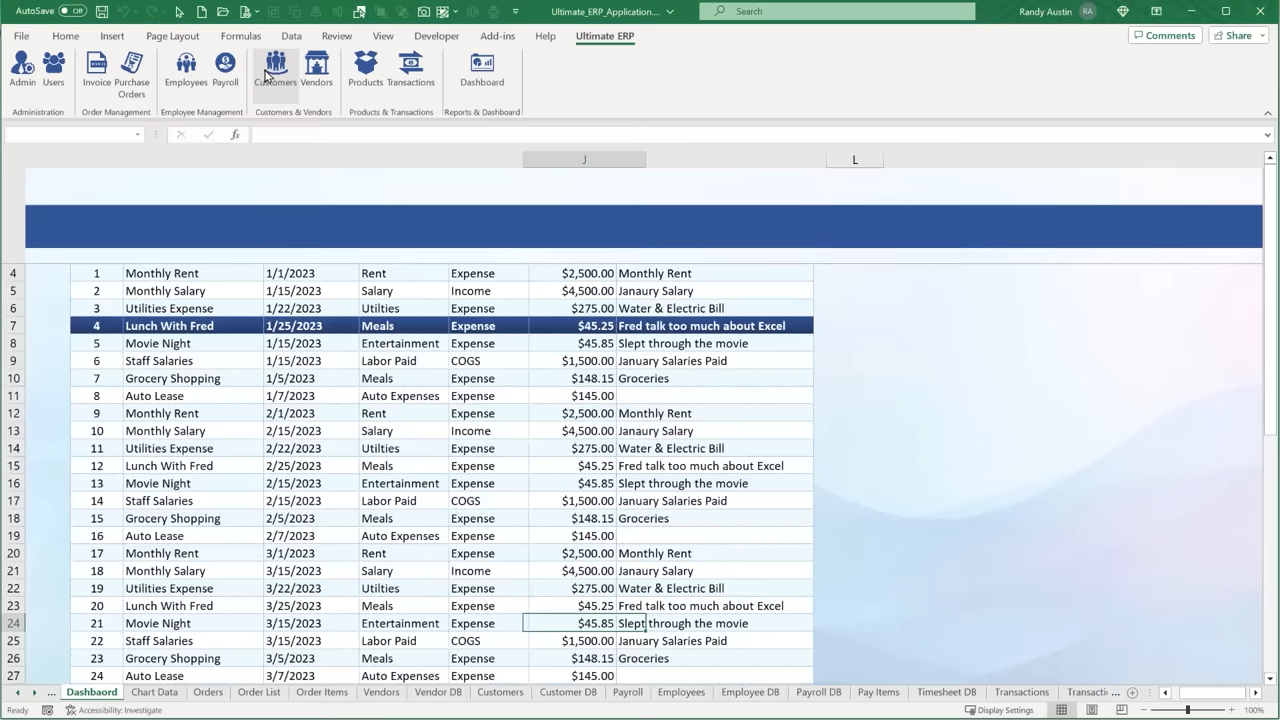 AutoSave Off Ultimate_ERP_Application.... Search Randy Austin RA
File Home Insert Page Layout Formulas Data Review View Developer Add-ins Help Ultimate ERP Comments Share
Admin Users Invoice Purchase Orders Employees Payroll Customers Vendors Products Transactions Dashboard
Administration Order Management Employee Management Customers & Vendors Products & Transactions Reports & Dashboard
fx
J L
4 1 Monthly Rent 1/1/2023 Rent Expense $2,500.00 Monthly Rent
5 2 Monthly Salary 1/15/2023 Salary Income $4,500.00 Janaury Salary
6 3 Utilities Expense 1/22/2023 Utilties Expense $275.00 Water & Electric Bill
7 4 Lunch With Fred 1/25/2023 Meals Expense $45.25 Fred talk too much about Excel
8 5 Movie Night 1/15/2023 Entertainment Expense $45.85 Slept through the movie
9 6 Staff Salaries 1/15/2023 Labor Paid COGS $1,500.00 January Salaries Paid
10 7 Grocery Shopping 1/5/2023 Meals Expense $148.15 Groceries
11 8 Auto Lease 1/7/2023 Auto Expenses Expense $145.00
12 9 Monthly Rent 2/1/2023 Rent Expense $2,500.00 Monthly Rent
13 10 Monthly Salary 2/15/2023 Salary Income $4,500.00 Janaury Salary
14 11 Utilities Expense 2/22/2023 Utilties Expense $275.00 Water & Electric Bill
15 12 Lunch With Fred 2/25/2023 Meals Expense $45.25 Fred talk too much about Excel
16 13 Movie Night 2/15/2023 Entertainment Expense $45.85 Slept through the movie
17 14 Staff Salaries 2/15/2023 Labor Paid COGS $1,500.00 January Salaries Paid
18 15 Grocery Shopping 2/5/2023 Meals Expense $148.15 Groceries
19 16 Auto Lease 2/7/2023 Auto Expenses Expense $145.00
20 17 Monthly Rent 3/1/2023 Rent Expense $2,500.00 Monthly Rent
21 18 Monthly Salary 3/15/2023 Salary Income $4,500.00 Janaury Salary
22 19 Utilities Expense 3/22/2023 Utilties Expense $275.00 Water & Electric Bill
23 20 Lunch With Fred 3/25/2023 Meals Expense $45.25 Fred talk too much about Excel
24 21 Movie Night 3/15/2023 Entertainment Expense $45.85 Slept through the movie
25 22 Staff Salaries 3/15/2023 Labor Paid COGS $1,500.00 January Salaries Paid
26 23 Grocery Shopping 3/5/2023 Meals Expense $148.15 Groceries
27 24 Auto Lease 3/7/2023 Auto Expenses Expense $145.00
... Dashbaord Chart Data Orders Order List Order Items Vendors Vendor DB Customers Customer DB Payroll Employees Employee DB Payroll DB Pay Items Timesheet DB Transactions Transactic ...
Ready Accessibility: Investigate Display Settings 100%